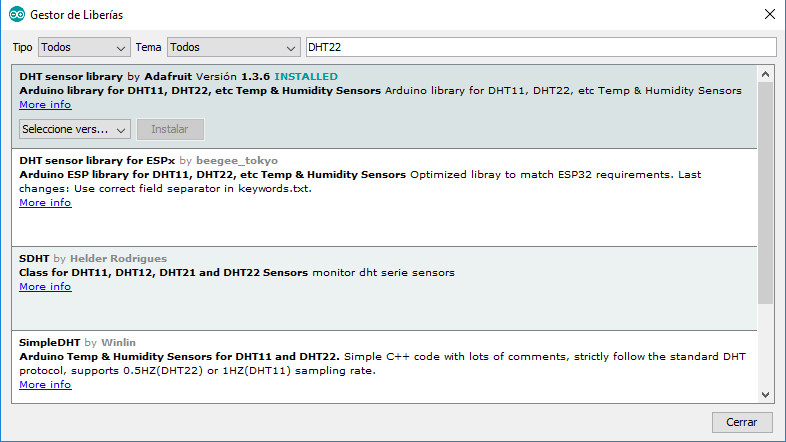 Gestor de Liberías
Tipo Todos Tema Todos DHT22
DHT sensor library by Adafruit Versión 1.3.6 INSTALLED
Arduino library for DHT11, DHT22, etc Temp & Humidity Sensors Arduino library for DHT11, DHT22, etc Temp & Humidity Sensors
More info
Seleccione vers... Instalar
DHT sensor library for ESPx by beegee_tokyo
Arduino ESP library for DHT11, DHT22, etc Temp & Humidity Sensors Optimized libray to match ESP32 requirements. Last
changes: Use correct field separator in keywords.txt.
More info
SDHT by Helder Rodrigues
Class for DHT11, DHT12, DHT21 and DHT22 Sensors monitor dht serie sensors
More info
SimpleDHT by Winlin
Arduino Temp & Humidity Sensors for DHT11 and DHT22. Simple C++ code with lots of comments, strictly follow the standard DHT
protocol, supports 0.5HZ(DHT22) or 1HZ(DHT11) sampling rate.
More info
Cerrar